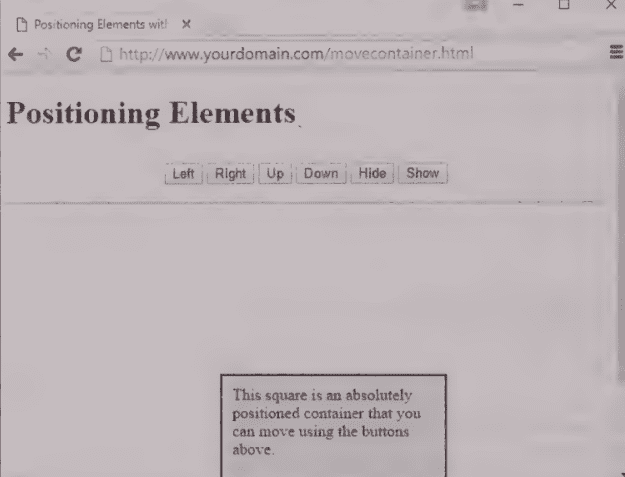 Positioning Elements wit
http://www.yourdomain.com/movecontainer.html
Positioning Elements
Left Right Up Down Hide Show
This square is an absolutely
positioned container that you
can move using the buttons
above.